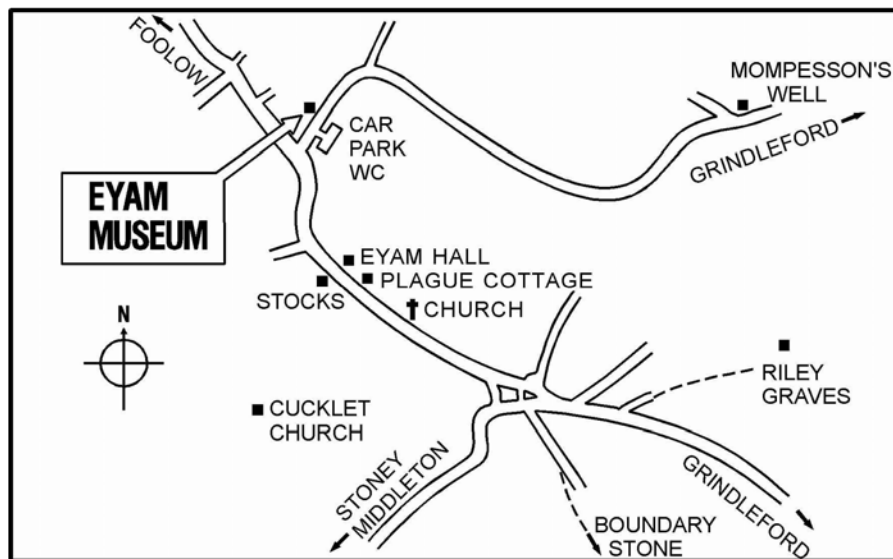 FOOLOW
MOMPESSON'S
WELL
GRINDLEFORD
CAR
PARK
WC
EYAM
MUSEUM
EYAM HALL
PLAGUE COTTAGE
STOCKS
CHURCH
N
RILEY
GRAVES
CUCKLET
CHURCH
STONEY
MIDDLETON
GRINDLEFORD
BOUNDARY
STONE